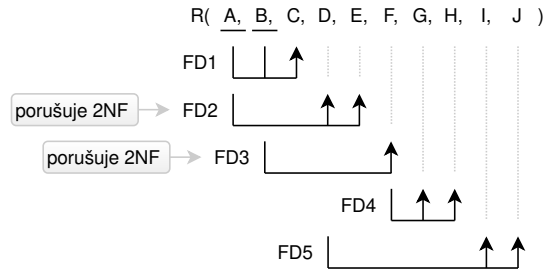 R( A, B, C, D, E, F, G, H, I, J )
FD1
porušuje 2NF FD2
porušuje 2NF FD3
FD4
FD5